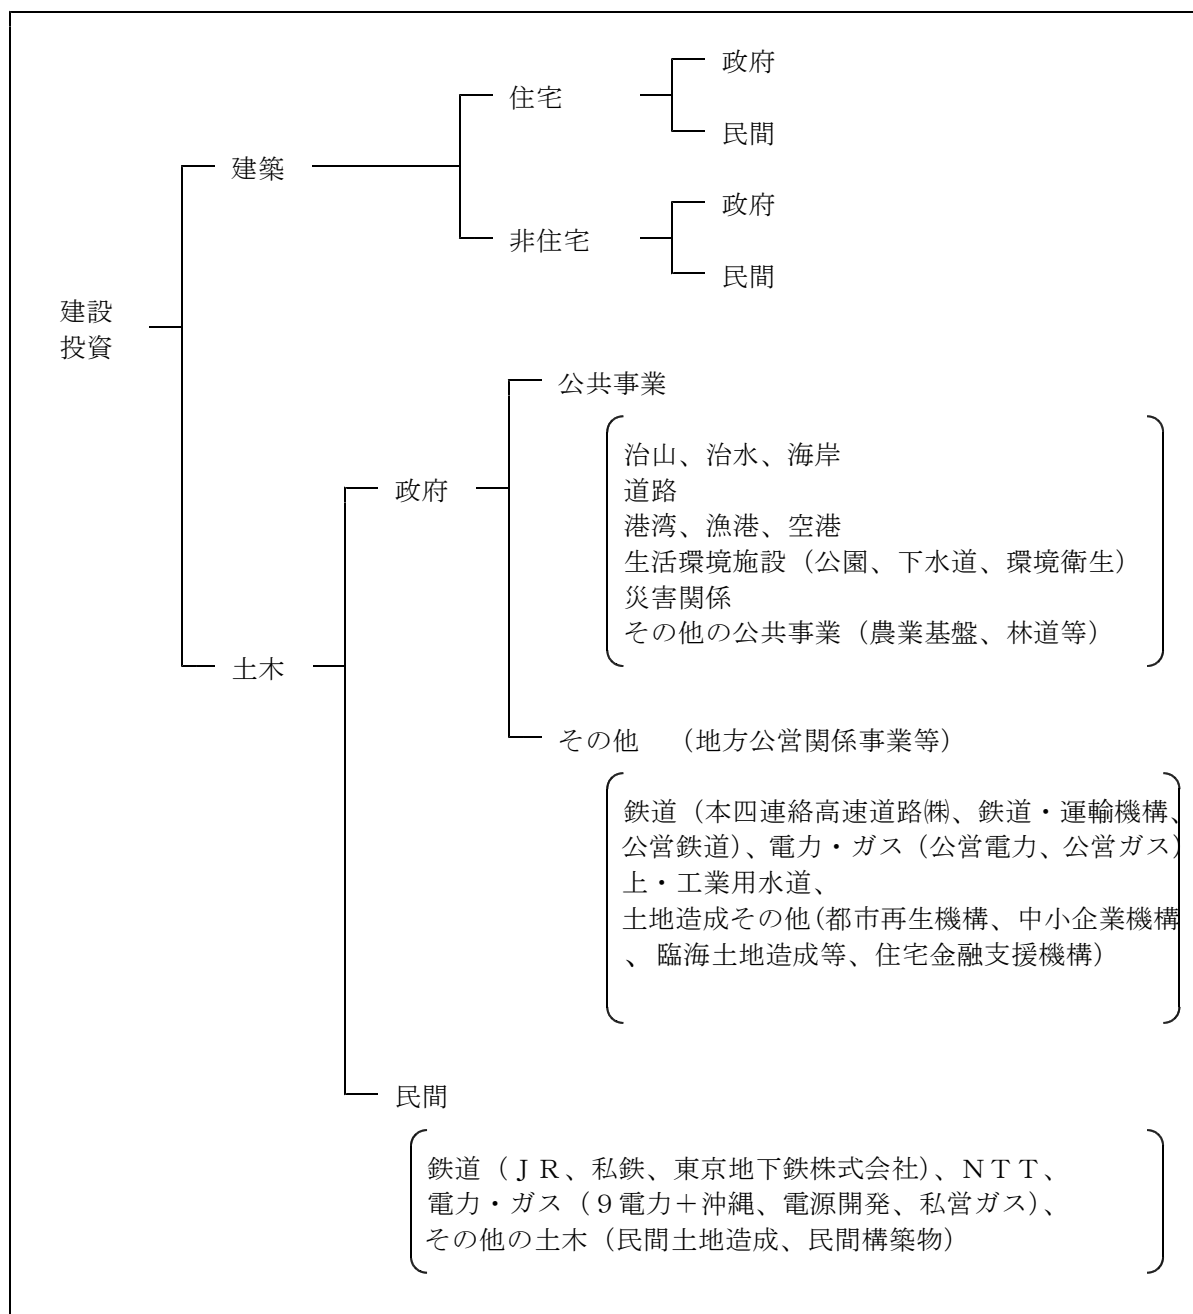 政府
住宅
民間
建築
政府
非住宅
民間
建設
投資
公共事業
治山、治水、海岸
道路
政府
港湾、漁港、空港
生活環境施設（公園、下水道、環境衛生）
災害関係
その他の公共事業（農業基盤、林道等）
土木
その他　（地方公営関係事業等）
鉄道（本四連絡高速道路㈱、鉄道・運輸機構、
公営鉄道）、電力・ガス（公営電力、公営ガス）
上・工業用水道、
土地造成その他（都市再生機構、中小企業機構
、臨海土地造成等、住宅金融支援機構）
民間
鉄道（ＪＲ、私鉄、東京地下鉄株式会社）、ＮＴＴ、
電力・ガス（９電力＋沖縄、電源開発、私営ガス）、
その他の土木（民間土地造成、民間構築物）